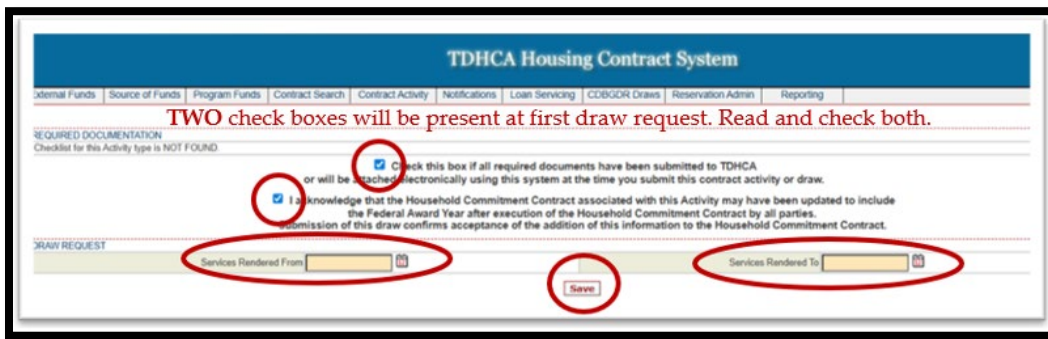 TDHCA Housing Contract System
External Funds Source of Funds Program Funds Contract Search Contract Activity Notifications Loan Servicing CDBGDR Draws Reservation Admin Reporting
TWO check boxes will be present at first draw request. Read and check both.
REQUIRED DOCUMENTATION
Checklist for this Activity type is NOT FOUND.
Check this box if all required documents have been submitted to TDHCA
or will be attached electronically using this system at the time you submit this contract activity or draw.
I acknowledge that the Household Commitment Contract associated with this Activity may have been updated to include
the Federal Award Year after execution of the Household Commitment Contract by all parties.
Submission of this draw confirms acceptance of the addition of this information to the Household Commitment Contract.
DRAW REQUEST
Services Rendered From Services Rendered To
Save